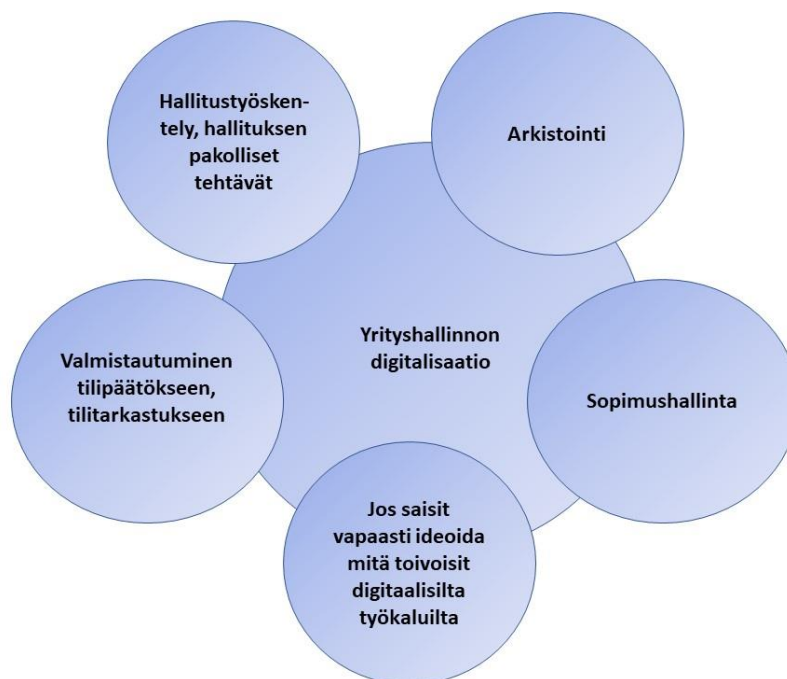 Hallitustyösken-
tely, hallituksen
pakolliset
tehtävät
Arkistointi
Yrityshallinnon
digitalisaatio
Valmistautuminen
tilipäätökseen,
tilitarkastukseen
Sopimushallinta
Jos saisit
vapaasti ideoida
mitä toivoisit
digitaalisilta
työkaluilta